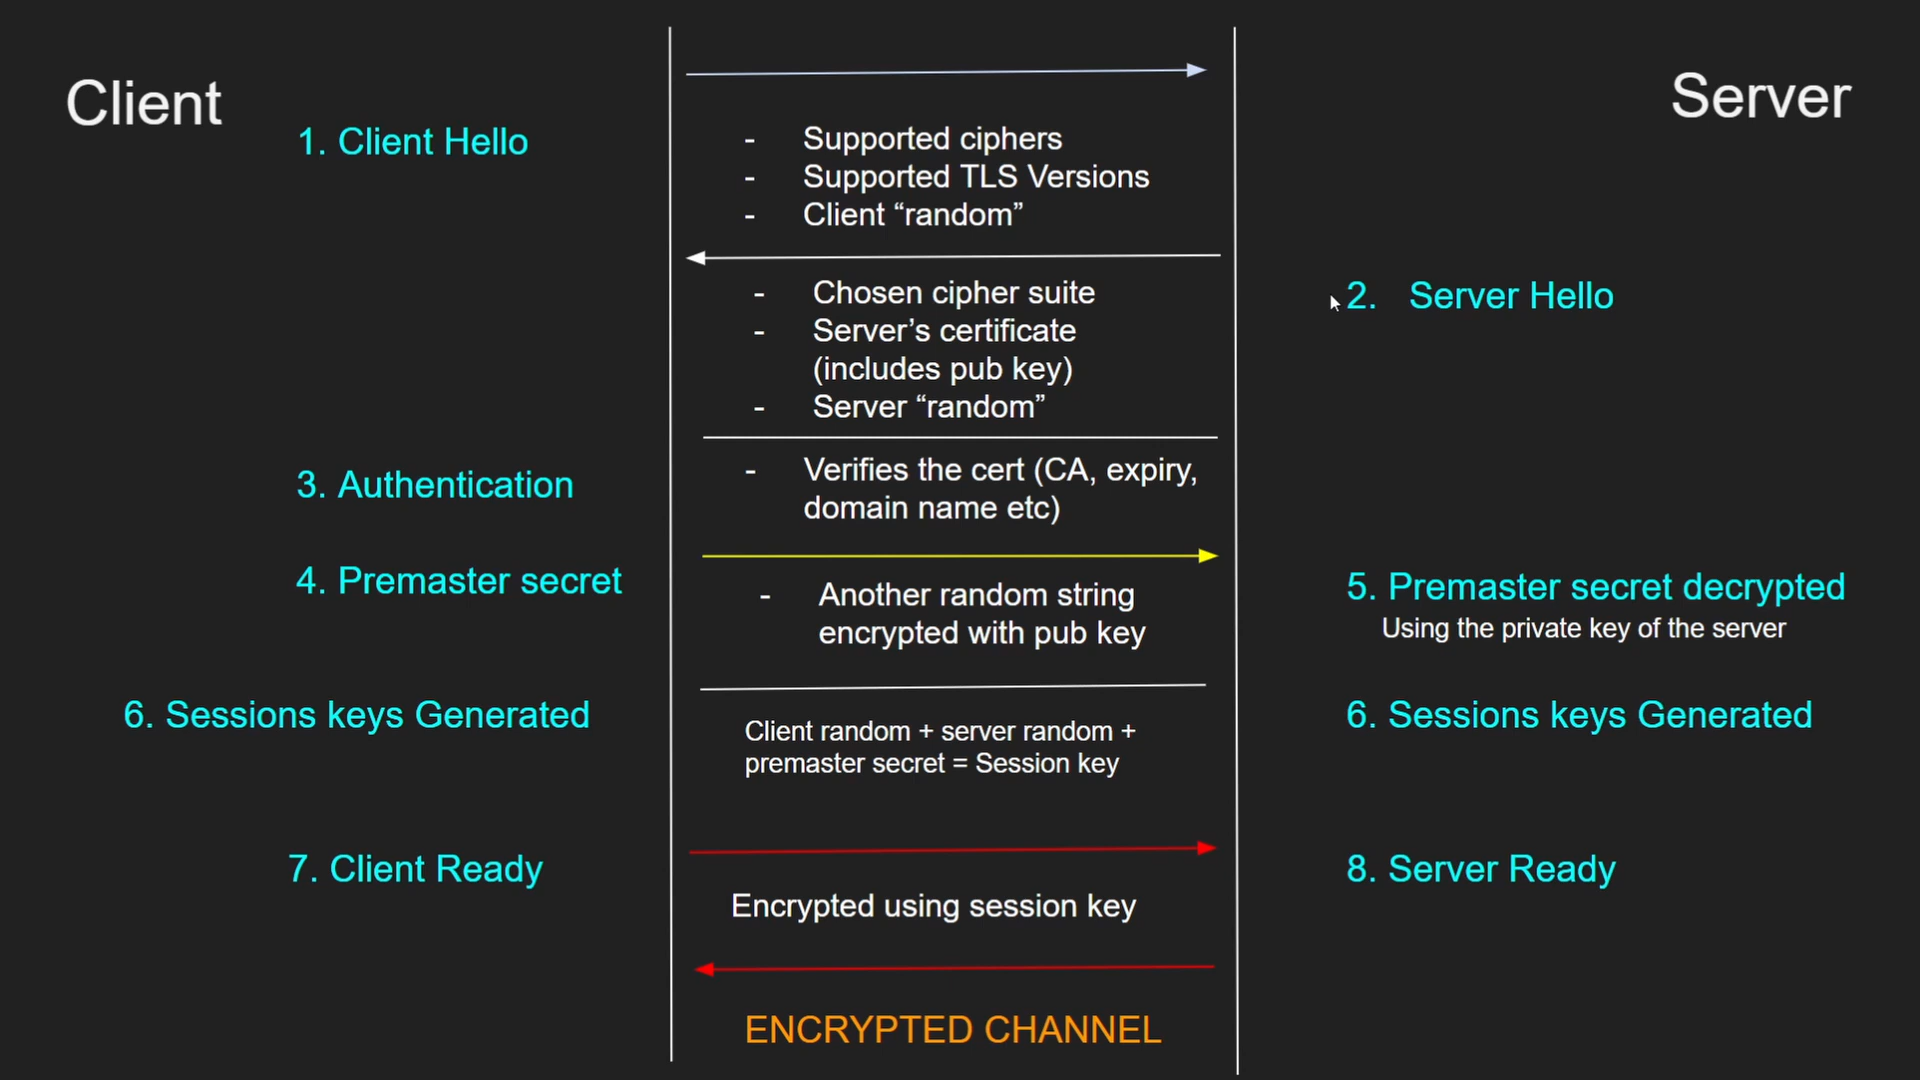 Client
Server
1. Client Hello
- Supported ciphers
- Supported TLS Versions
- Client “random”
2. Server Hello
- Chosen cipher suite
- Server’s certificate
(includes pub key)
- Server “random”
3. Authentication
- Verifies the cert (CA, expiry,
domain name etc)
4. Premaster secret
- Another random string
encrypted with pub key
5. Premaster secret decrypted
Using the private key of the server
6. Sessions keys Generated
Client random + server random +
premaster secret = Session key
6. Sessions keys Generated
7. Client Ready
Encrypted using session key
8. Server Ready
ENCRYPTED CHANNEL